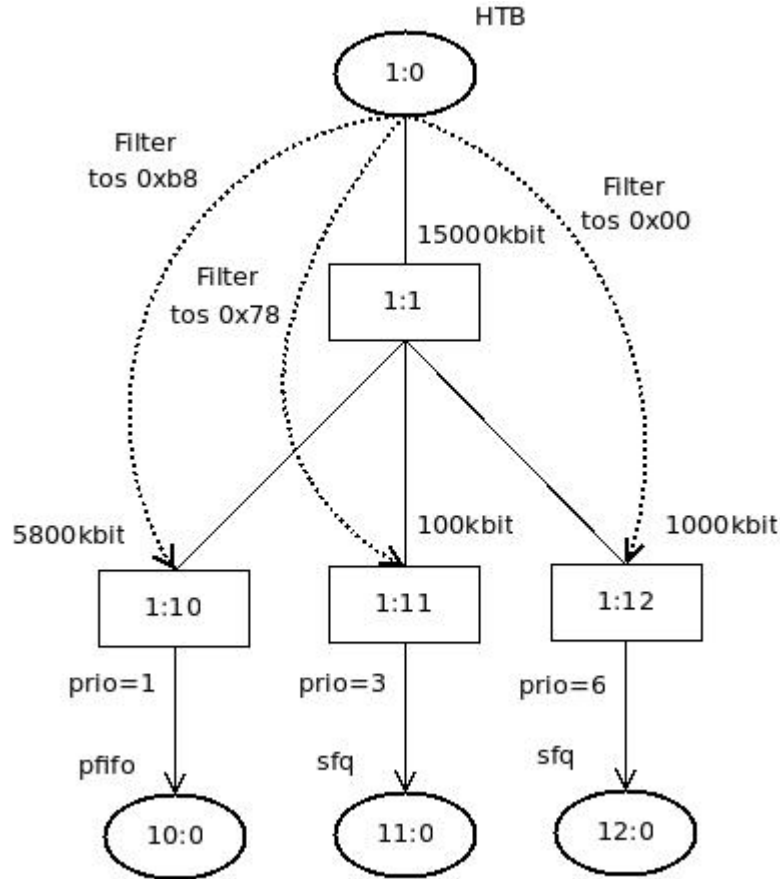 HTB
1:0
Filter
tos 0xb8
Filter
tos 0x00
15000kbit
Filter
tos 0x78
1:1
5800kbit
100kbit
1000kbit
1:10
1:11
1:12
prio=1
prio=3
prio=6
pfifo
sfq
sfq
10:0
11:0
12:0